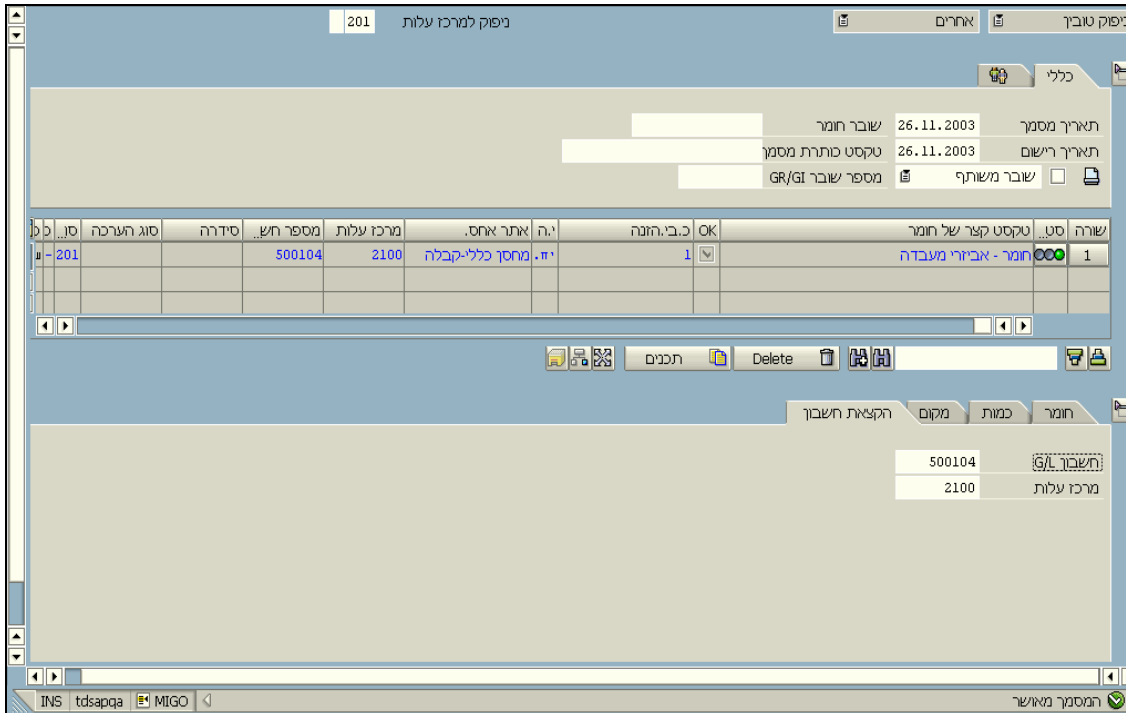 ניפוק טובין אחרים ניפוק למרכז עלות 201
כללי
תאריך מסמך 26.11.2003 שובר חומר
תאריך רישום 26.11.2003 טקסט כותרת מסמך
שובר משותף מספר שובר GR/GI
שורה סט... טקסט קצר של חומר OK כ.בי.הזנה י.ה אתר אחס. מרכז עלות מספר חש... סידרה סוג הערכה סו... כ
1 חומר - אביזרי מעבדה 1 יח. מחסן כללי-קבלה 2100 500104 201 -
Delete תכנים
חומר כמות מקום הקצאת חשבון
חשבון G/L 500104
מרכז עלות 2100
המסמך מאושר MIGO tdsapqa INS